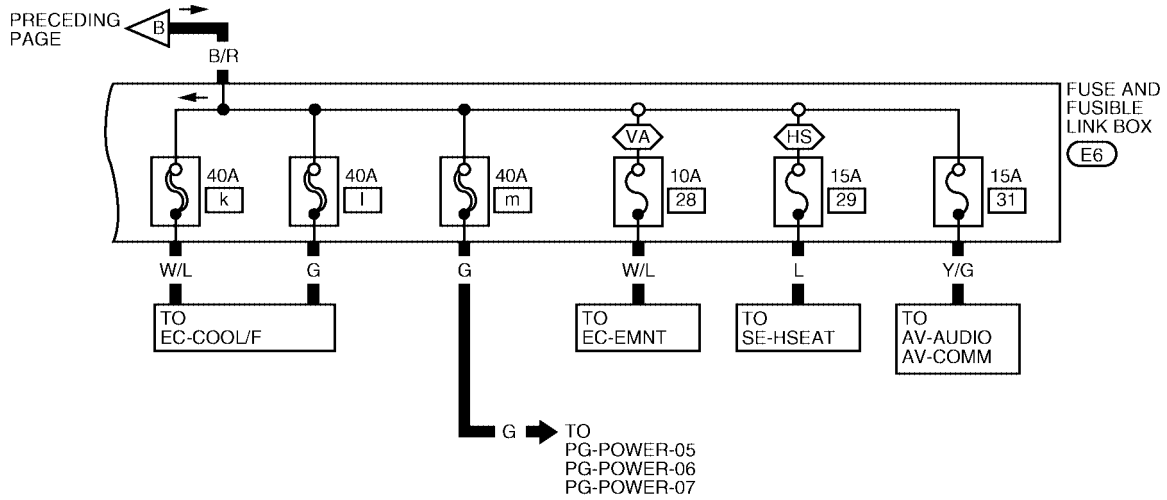 PRECEDING
PAGE
B
B/R
FUSE AND
FUSIBLE
LINK BOX
E6
VA
HS
40A
k
40A
l
40A
m
10A
28
15A
29
15A
31
W/L
G
G
W/L
L
Y/G
TO
EC-COOL/F
TO
EC-EMNT
TO
SE-HSEAT
TO
AV-AUDIO
AV-COMM
G
TO
PG-POWER-05
PG-POWER-06
PG-POWER-07